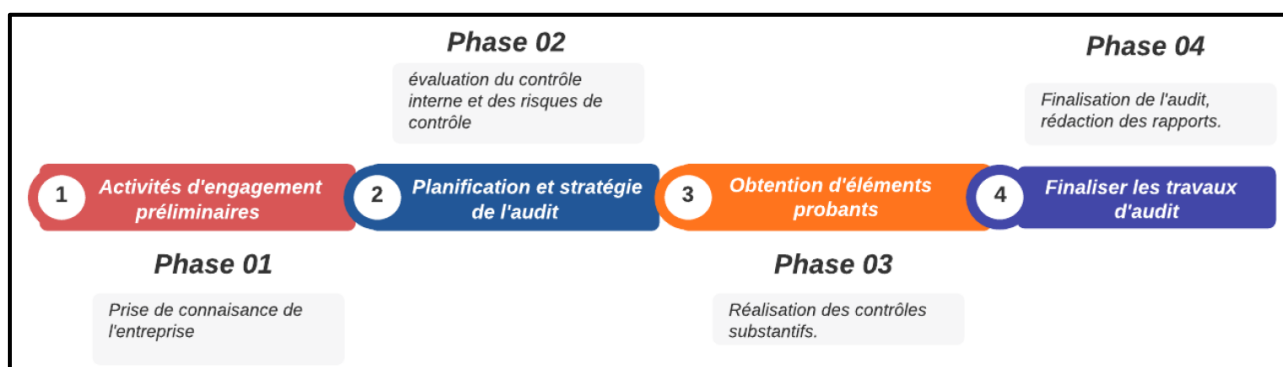 Phase 02
évaluation du contrôle
interne et des risques de
contrôle
Phase 04
Finalisation de l'audit,
rédaction des rapports.
1
Activités d'engagement
préliminaires
2
Planification et stratégie
de l'audit
3
Obtention d'éléments
probants
4
Finaliser les travaux
d'audit
Phase 01
Prise de connaissance de
l'entreprise
Phase 03
Réalisation des contrôles
substantifs.